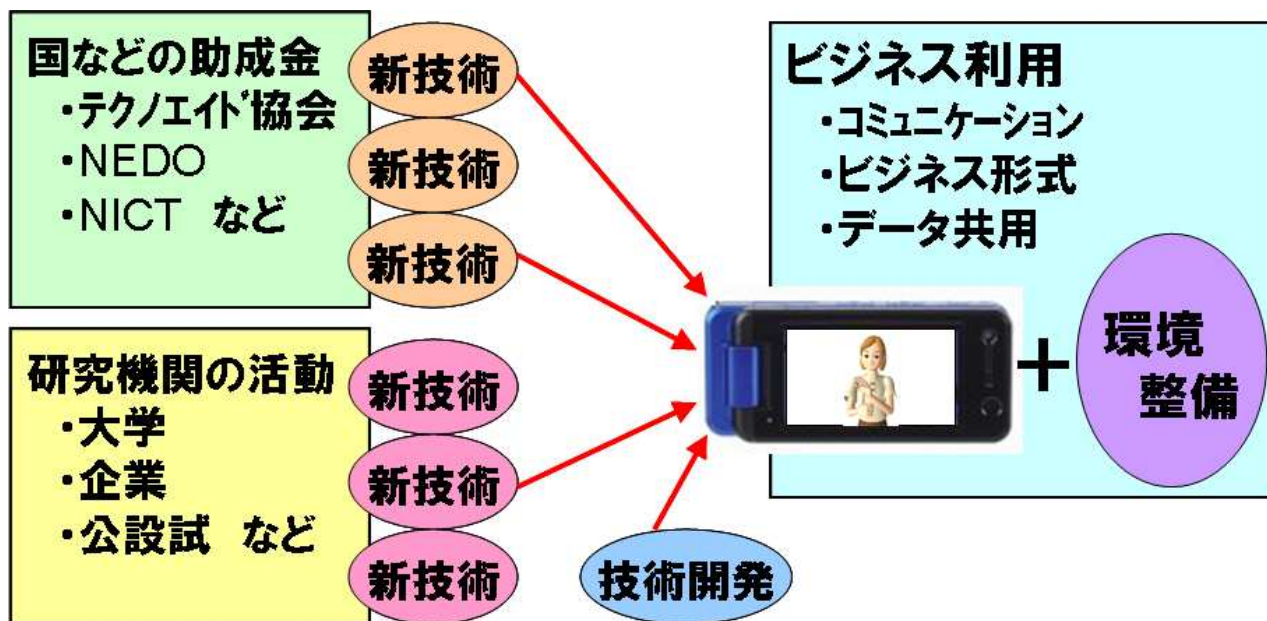 国などの助成金
・テクノエイド協会
・NEDO
・NICT など
新技術
新技術
新技術
研究機関の活動
・大学
・企業
・公設試 など
新技術
新技術
新技術
技術開発
ビジネス利用
・コミュニケーション
・ビジネス形式
・データ共用
+
環境
整備